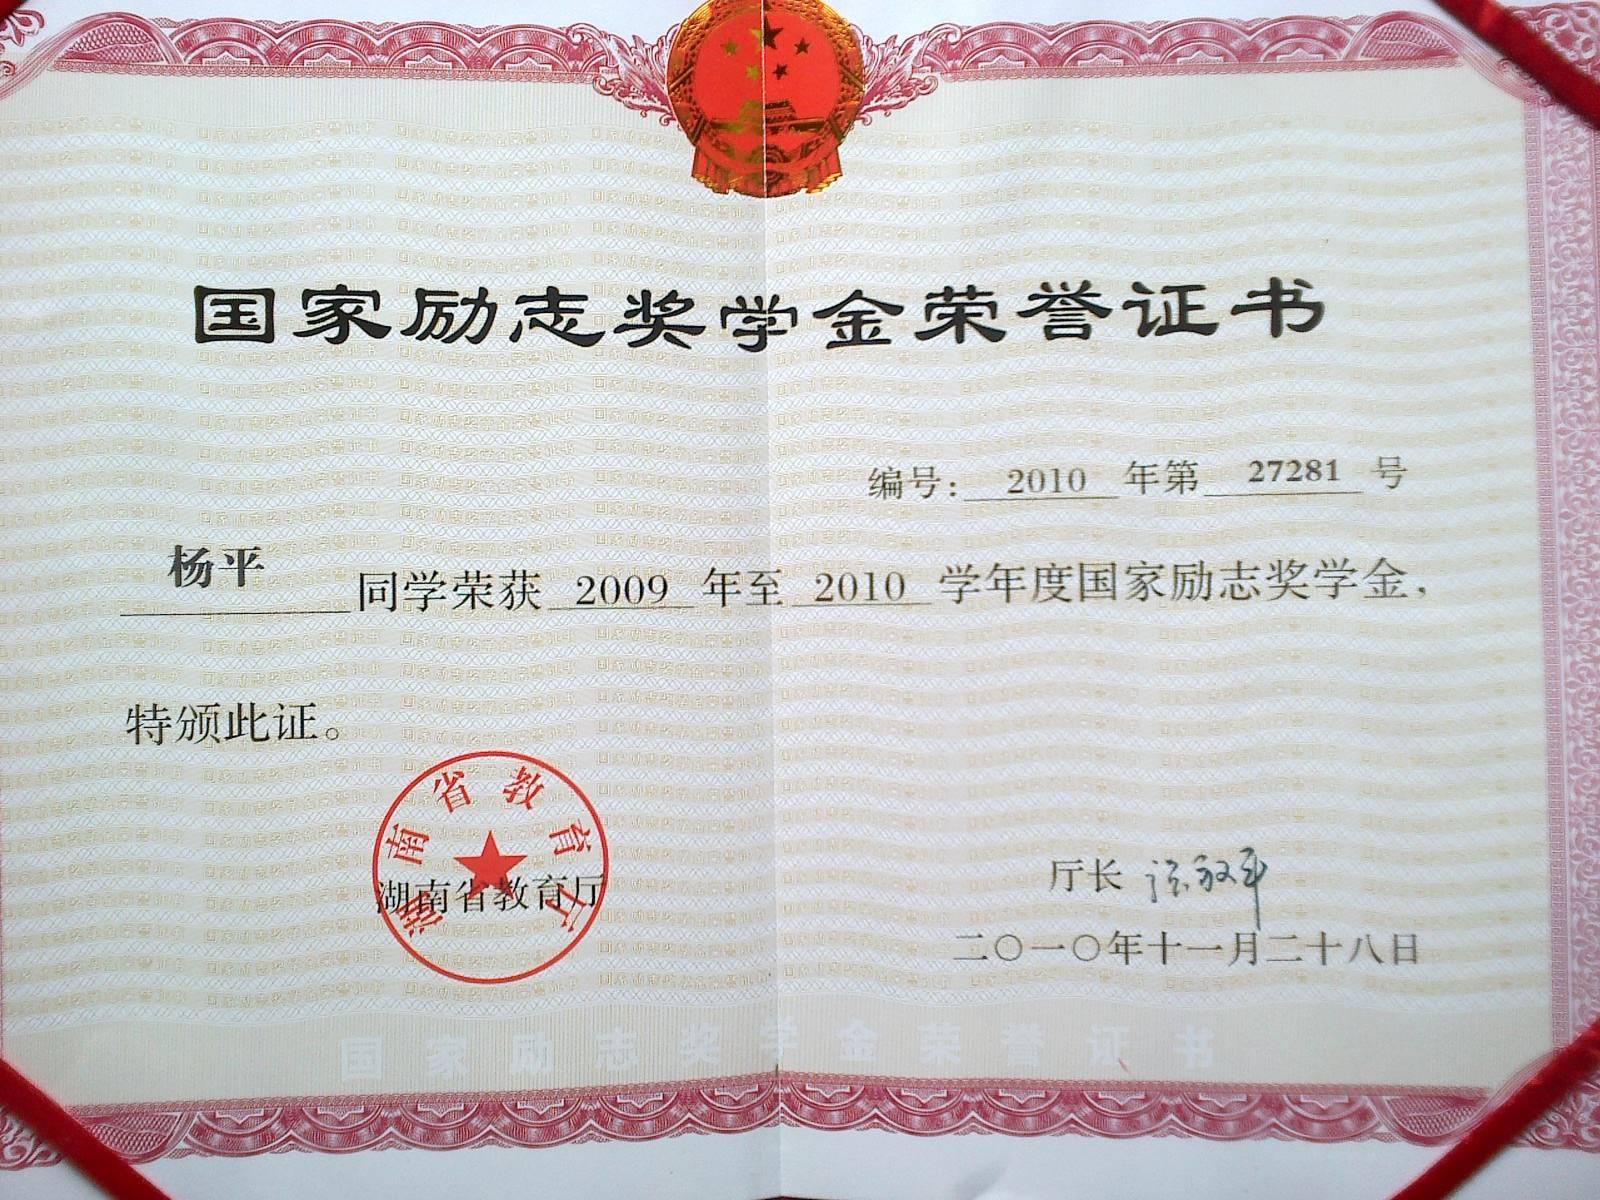 国家励志奖学金荣誉证书
编号: 2010 年第 27281 号
杨平 同学荣获 2009 年至 2010 学年度国家励志奖学金,
特颁此证。
湖南省教育厅
湖南省教育厅
厅长
二〇一〇年十一月二十八日
国家励志奖学金荣誉证书